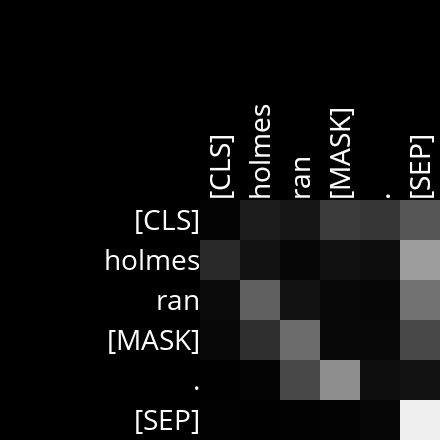 [CLS] holmes ran [MASK] . [SEP]
[CLS]
holmes
ran
[MASK]
.
[SEP]